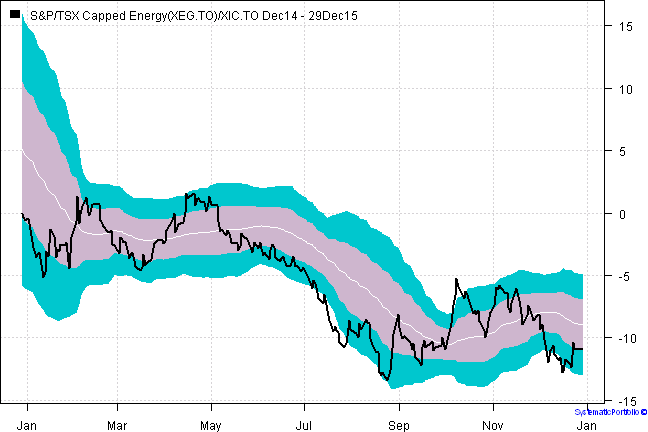 S&P/TSX Capped Energy(XEG.TO)/XIC.TO Dec14 - 29Dec15
15
10
5
0
-5
-10
-15
Jan Mar May Jul Sep Nov Jan
SystematicPortfolio ©